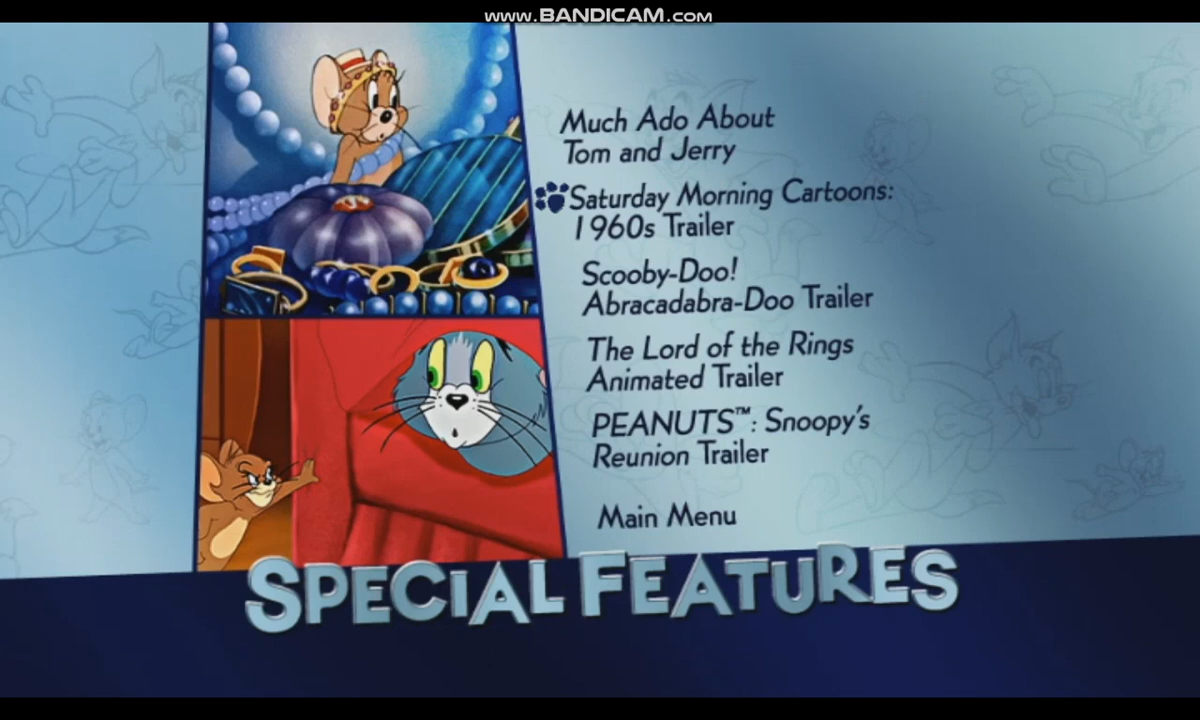 www.BANDICAM.com
Much Ado About
Tom and Jerry
Saturday Morning Cartoons:
1960s Trailer
Scooby-Doo!
Abracadabra-Doo Trailer
The Lord of the Rings
Animated Trailer
PEANUTS™: Snoopy's
Reunion Trailer
Main Menu
SPECIAL FEATURES